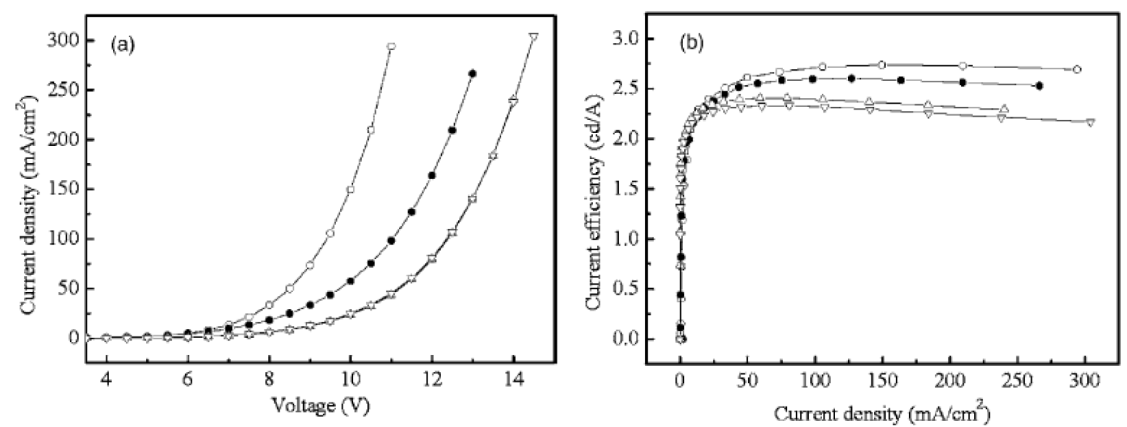 (a)
300
250
200
150
100
50
0
4 6 8 10 12 14
Voltage (V)
Current density (mA/cm²)
(b)
3.0
2.5
2.0
1.5
1.0
0.5
0.0
0 50 100 150 200 250 300
Current density (mA/cm²)
Current efficiency (cd/A)